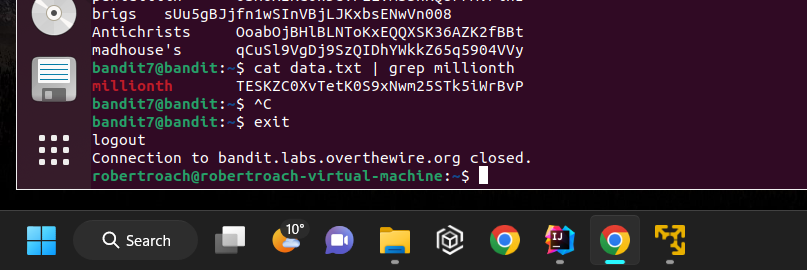 brigs   sUu5gBJjfn1wSInVBjLJKxbsENwVn008
Antichrists     OoabOjBHlBLNToKxEQQXSK36AZK2fBBt
madhouse's      qCuSl9VgDj9SzQIDhYWkkZ65q5904VVy
bandit7@bandit:~$ cat data.txt | grep millionth
millionth       TESKZC0XvTetK0S9xNwm25STk5iWrBvP
bandit7@bandit:~$ ^C
bandit7@bandit:~$ exit
logout
Connection to bandit.labs.overthewire.org closed.
robertroach@robertroach-virtual-machine:~$
Search
10°
IJ